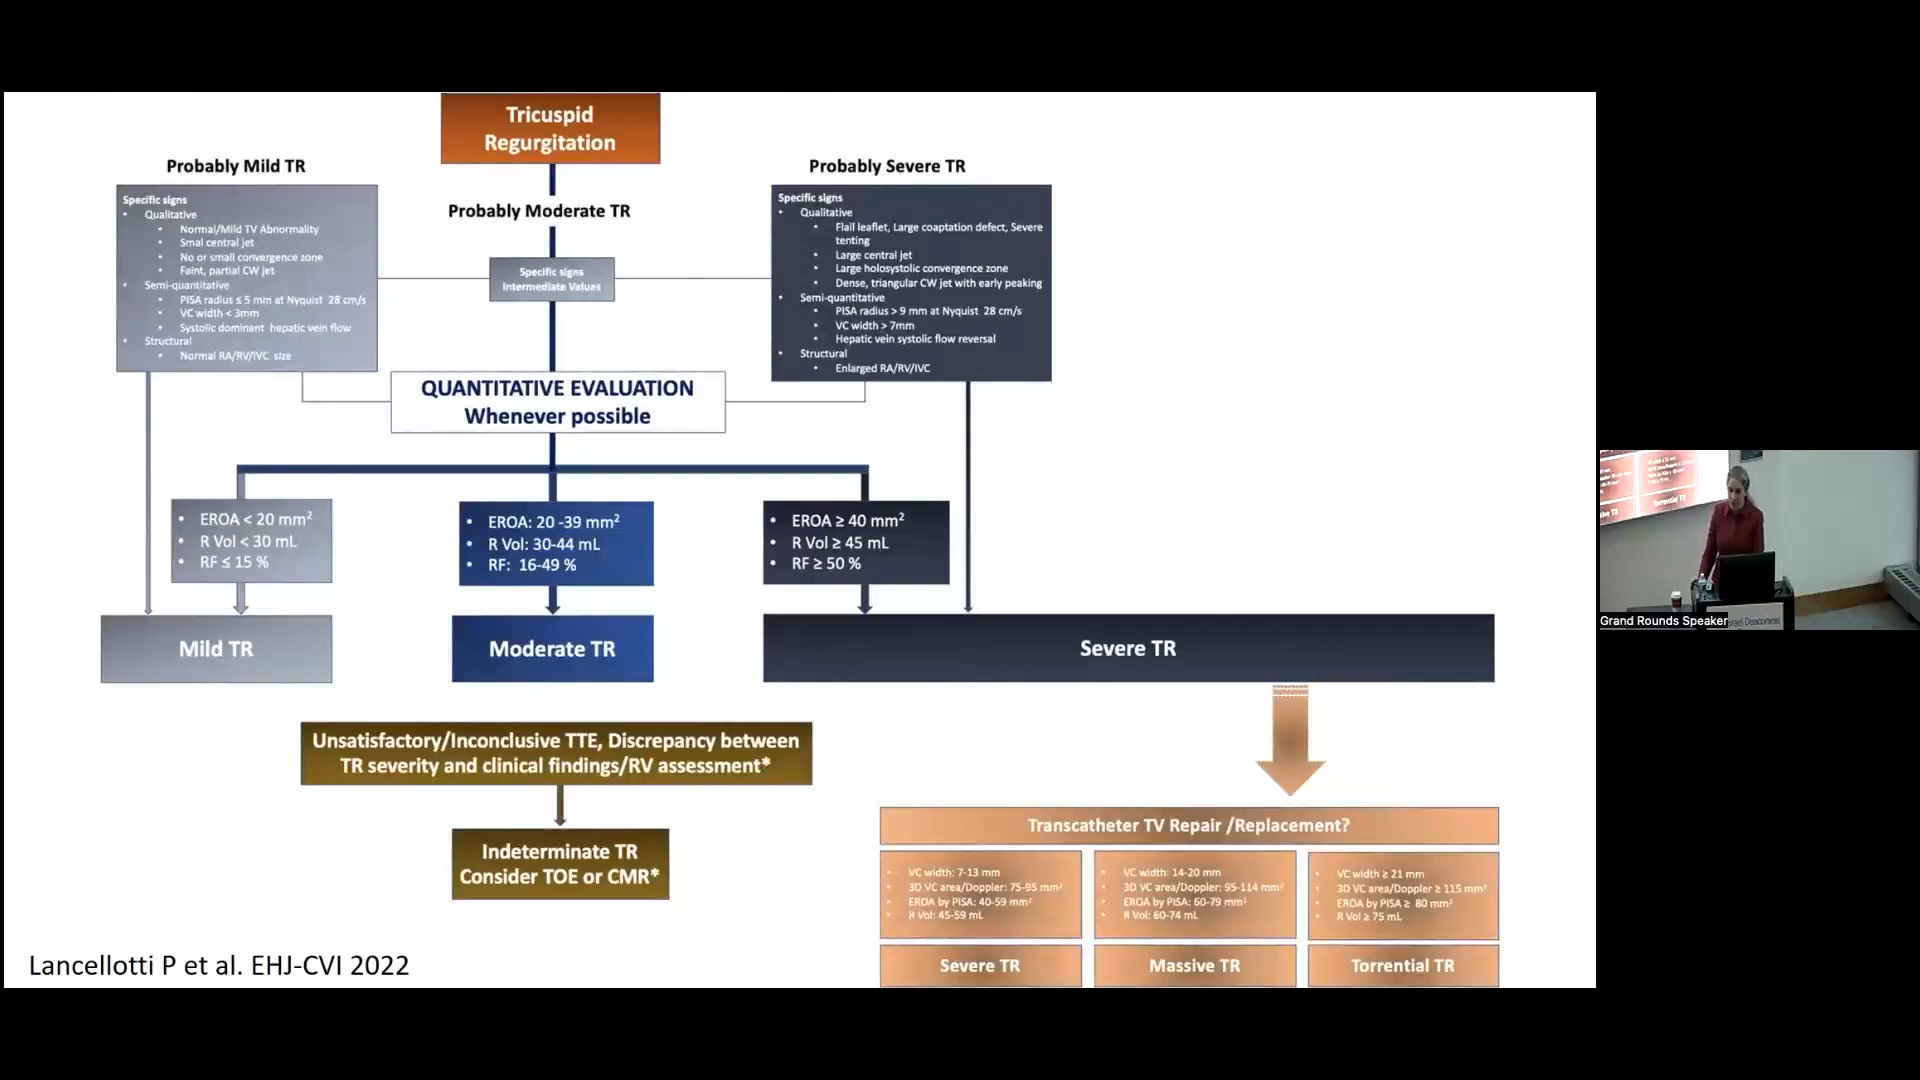 Tricuspid
Regurgitation
Probably Mild TR
Specific signs
• Qualitative
• Normal/Mild TV Abnormality
• Smal central jet
• No or small convergence zone
• Faint, partial CW jet
• Semi-quantitative
• PISA radius ≤ 5 mm at Nyquist 28 cm/s
• VC width < 3mm
• Systolic dominant hepatic vein flow
• Structural
• Normal RA/RV/IVC size
Probably Moderate TR
Specific signs
Intermediate Values
Probably Severe TR
Specific signs
• Qualitative
• Flail leaflet, Large coaptation defect, Severe
tenting
• Large central jet
• Large holosystolic convergence zone
• Dense, triangular CW jet with early peaking
• Semi-quantitative
• PISA radius > 9 mm at Nyquist 28 cm/s
• VC width > 7mm
• Hepatic vein systolic flow reversal
• Structural
• Enlarged RA/RV/IVC
QUANTITATIVE EVALUATION
Whenever possible
• EROA < 20 mm²
• R Vol < 30 mL
• RF ≤ 15 %
• EROA: 20 -39 mm²
• R Vol: 30-44 mL
• RF: 16-49 %
• EROA ≥ 40 mm²
• R Vol ≥ 45 mL
• RF ≥ 50 %
Mild TR
Moderate TR
Severe TR
Unsatisfactory/Inconclusive TTE, Discrepancy between
TR severity and clinical findings/RV assessment*
Indeterminate TR
Consider TOE or CMR*
Transcatheter TV Repair /Replacement?
• VC width: 7-13 mm
• 3D VC area/Doppler: 75-95 mm²
• EROA by PISA: 40-59 mm²
• R Vol: 45-59 mL
Severe TR
• VC width: 14-20 mm
• 3D VC area/Doppler: 95-114 mm²
• EROA by PISA: 60-79 mm²
• R Vol: 60-74 mL
Massive TR
• VC width ≥ 21 mm
• 3D VC area/Doppler ≥ 115 mm²
• EROA by PISA ≥ 80 mm²
• R Vol ≥ 75 mL
Torrential TR
Lancellotti P et al. EHJ-CVI 2022
Grand Rounds Speaker
Deaconess